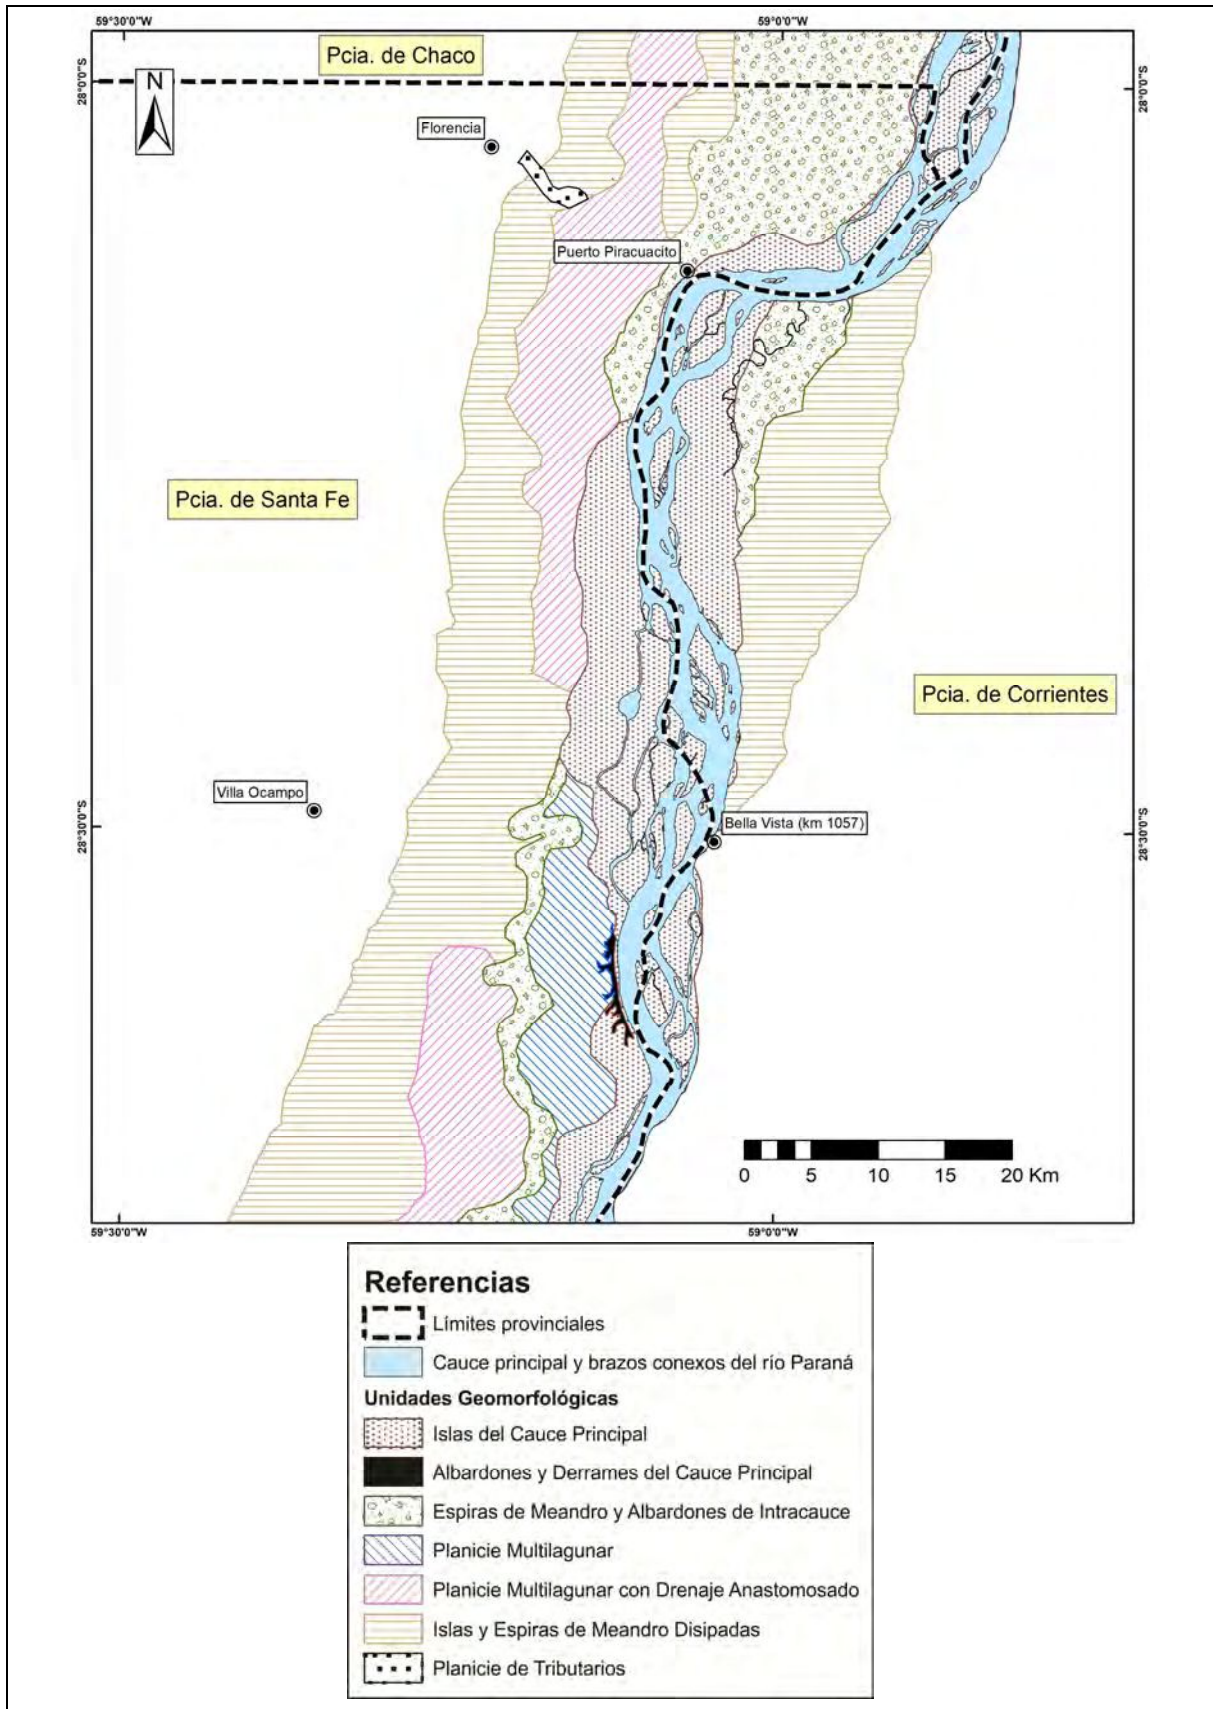 59°30'0"W
59°0'0"W
Pcia. de Chaco
28°0'0"S
28°0'0"S
N
Florencia
Puerto Piracuacito
Pcia. de Santa Fe
Pcia. de Corrientes
Villa Ocampo
Bella Vista (km 1057)
28°30'0"S
28°30'0"S
0 5 10 15 20 Km
59°30'0"W
59°0'0"W
Referencias
Límites provinciales
Cauce principal y brazos conexos del río Paraná
Unidades Geomorfológicas
Islas del Cauce Principal
Albardones y Derrames del Cauce Principal
Espiras de Meandro y Albardones de Intracauce
Planicie Multilagunar
Planicie Multilagunar con Drenaje Anastomosado
Islas y Espiras de Meandro Disipadas
Planicie de Tributarios